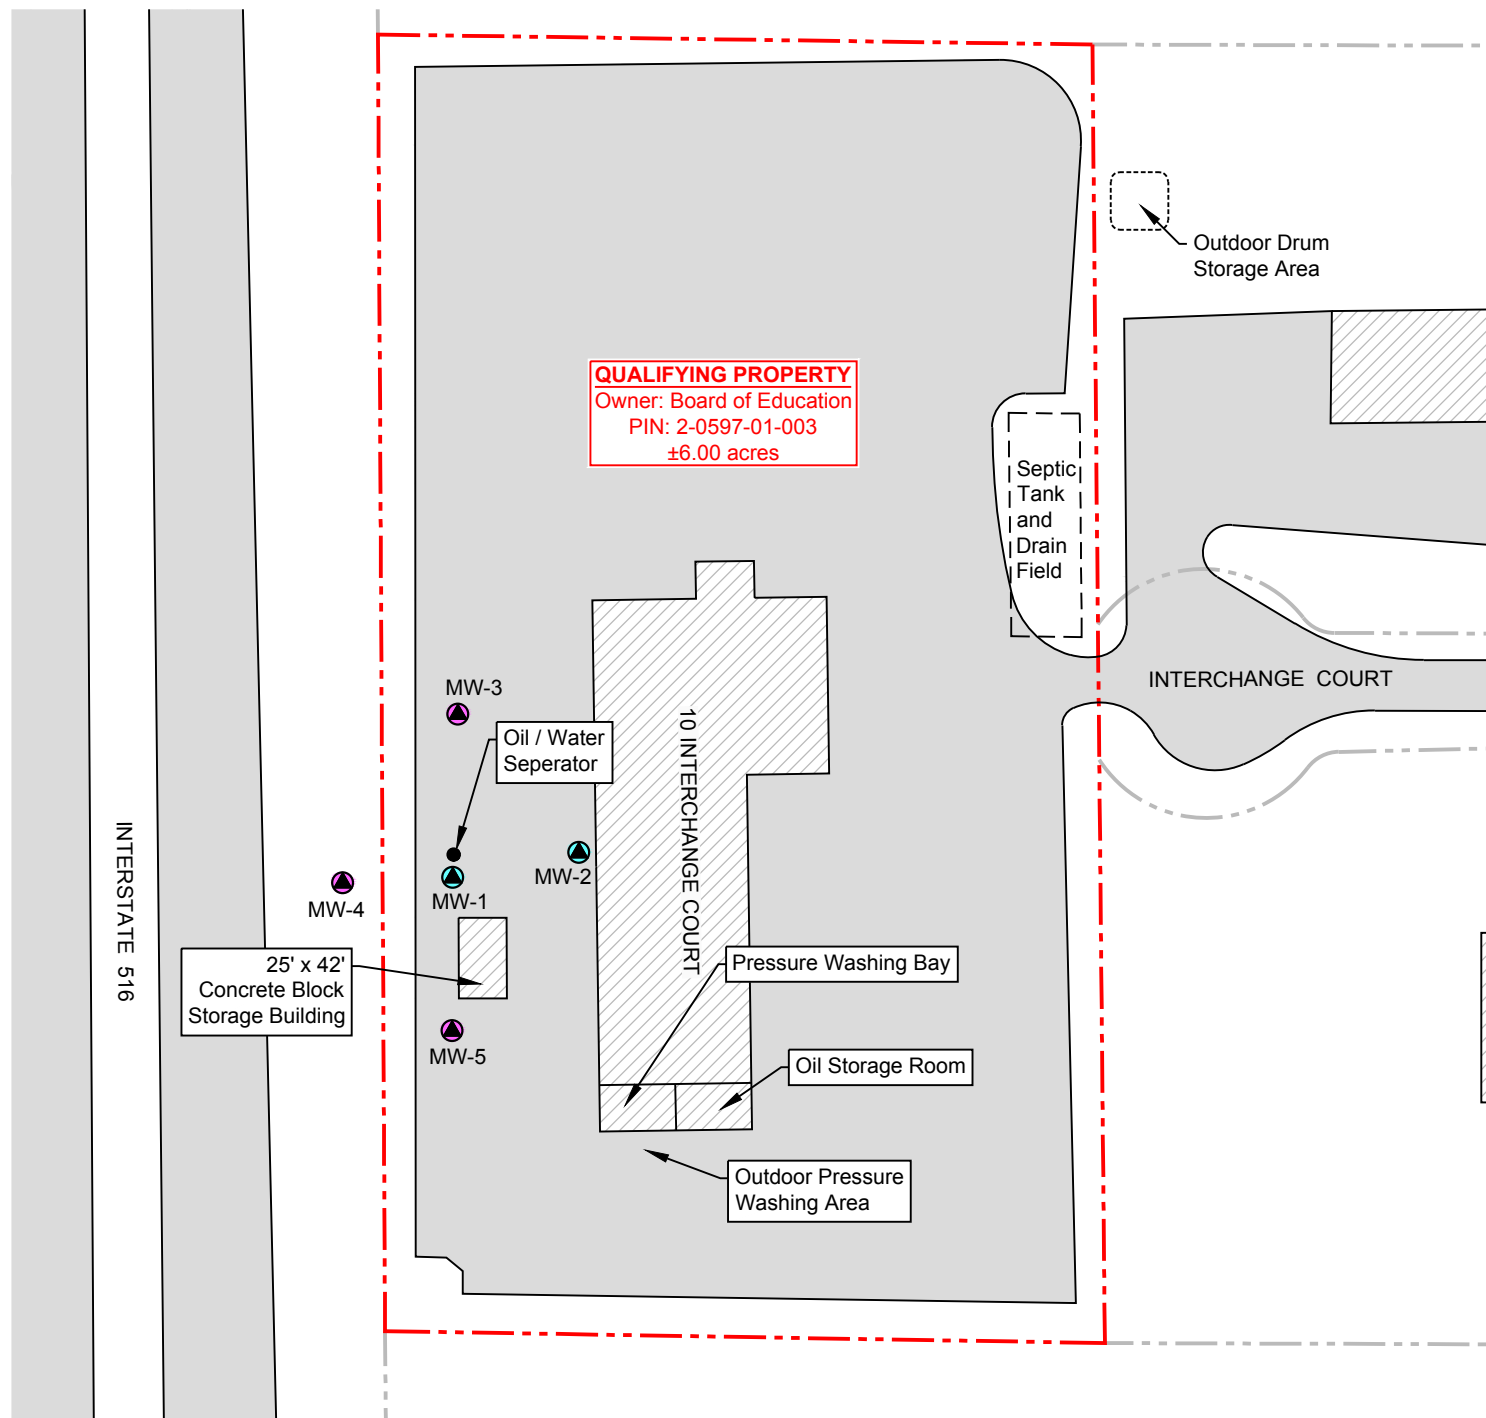 Outdoor Drum
Storage Area
QUALIFYING PROPERTY
Owner: Board of Education
PIN: 2-0597-01-003
±6.00 acres
Septic
Tank
and
Drain
Field
INTERCHANGE COURT
MW-3
Oil / Water
Seperator
10 INTERCHANGE COURT
MW-2
MW-1
MW-4
INTERSTATE 516
25' x 42'
Concrete Block
Storage Building
Pressure Washing Bay
MW-5
Oil Storage Room
Outdoor Pressure
Washing Area